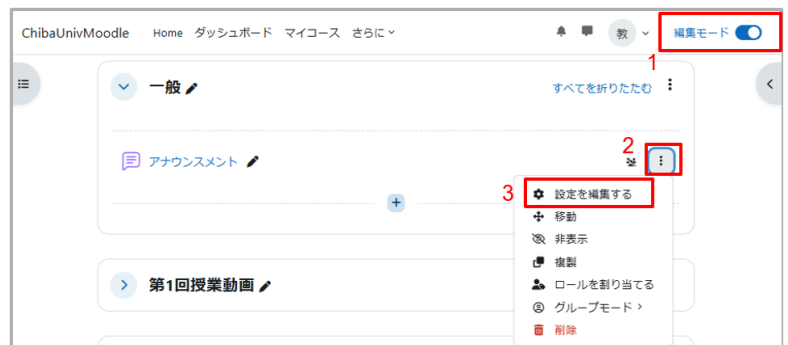 ChibaUnivMoodle Home ダッシュボード マイコース さらに 教 編集モード
1
一般 すべてを折りたたむ
アナウンスメント 2
3 設定を編集する
移動
非表示
複製
第1回授業動画 ロールを割り当てる
グループモード
削除